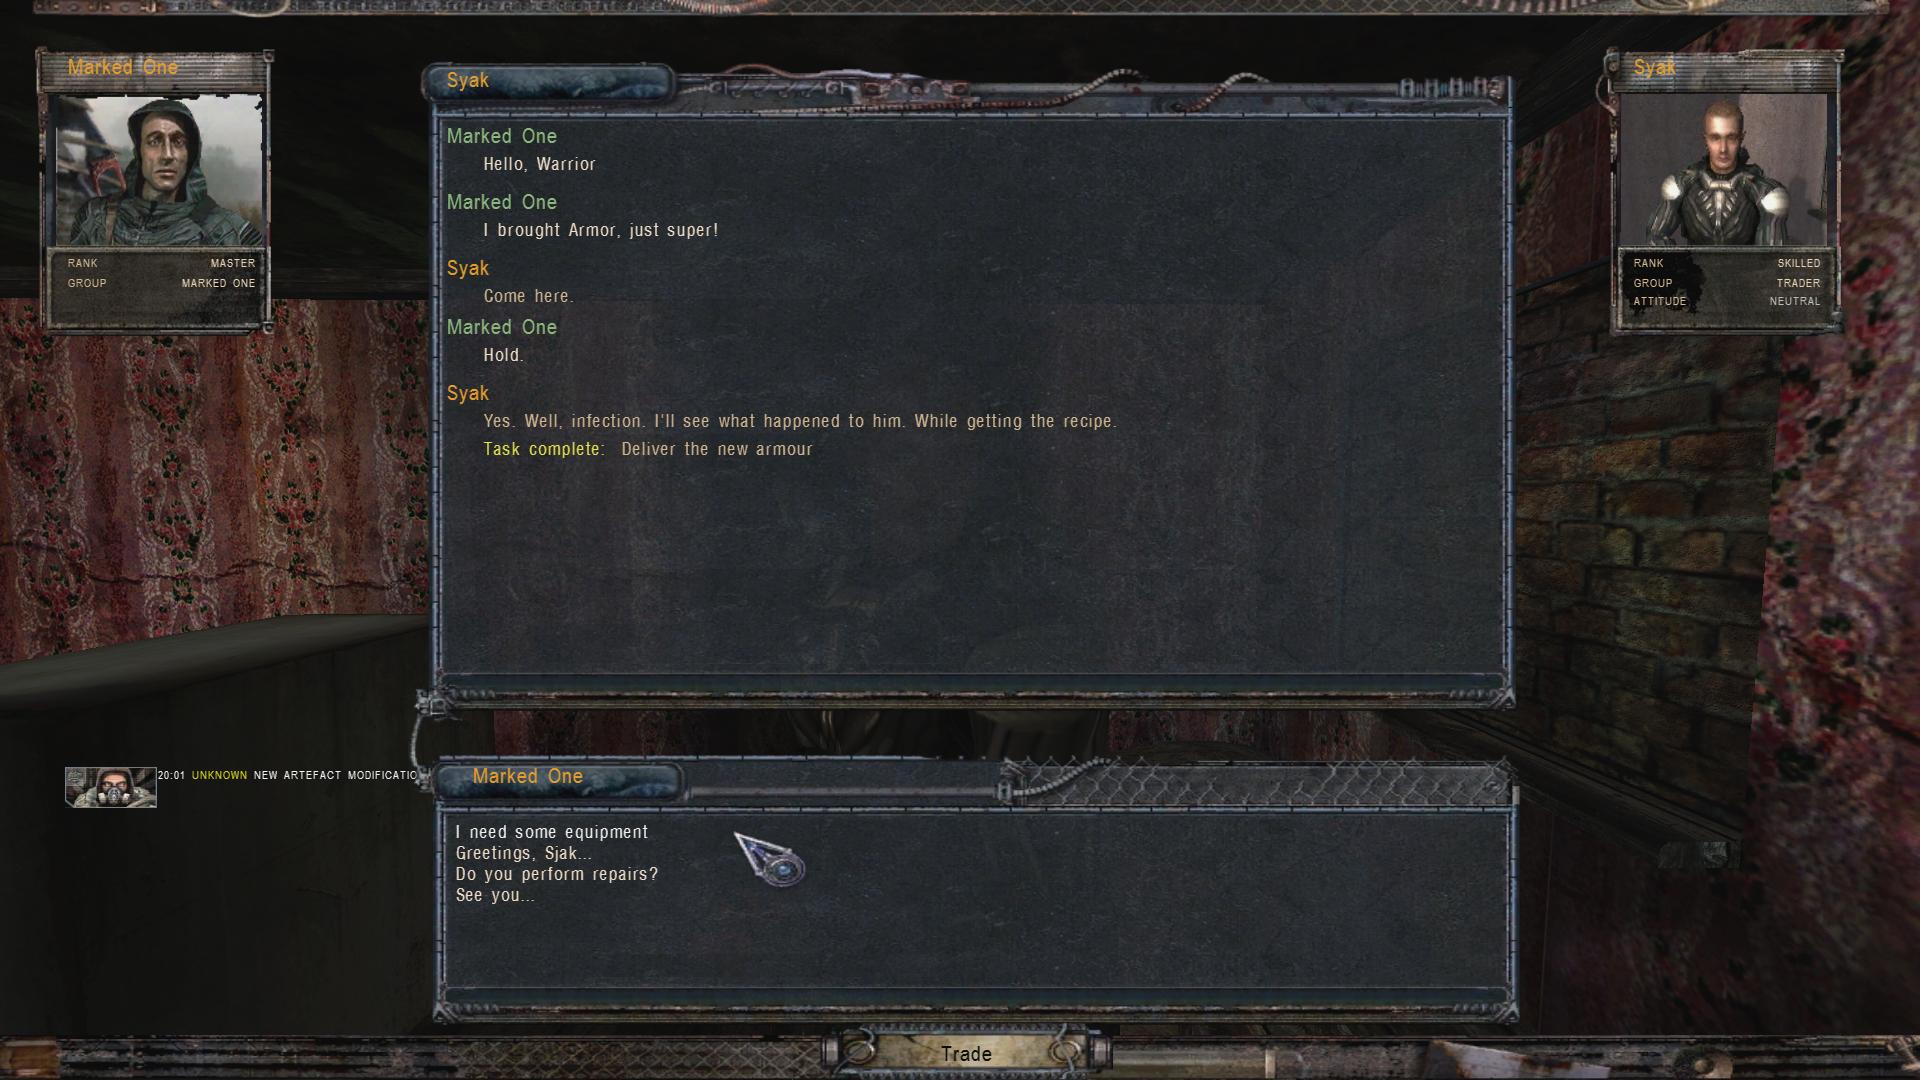 Marked One
RANK MASTER
GROUP MARKED ONE
Syak
Marked One
Hello, Warrior
Marked One
I brought Armor, just super!
Syak
Come here.
Marked One
Hold.
Syak
Yes. Well, infection. I'll see what happened to him. While getting the recipe.
Task complete: Deliver the new armour
Syak
RANK SKILLED
GROUP TRADER
ATTITUDE NEUTRAL
20:01 UNKNOWN NEW ARTEFACT MODIFICATIO
Marked One
I need some equipment
Greetings, Sjak...
Do you perform repairs?
See you...
Trade